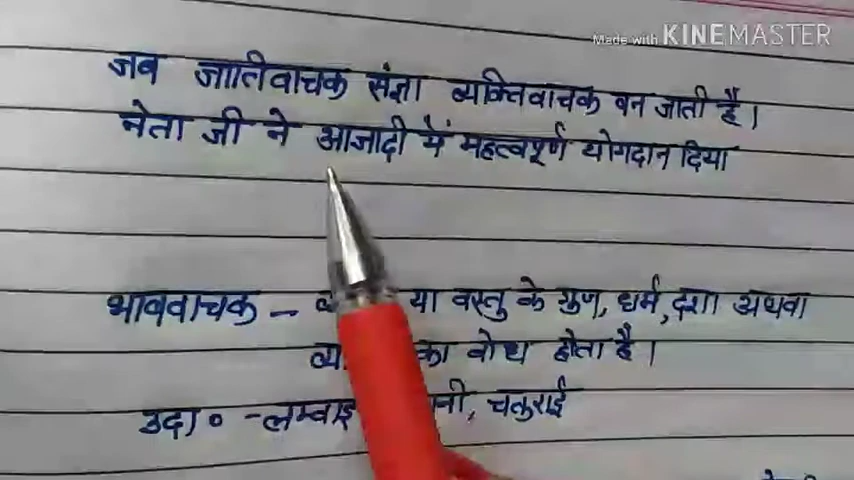 Made with KINEMASTER
जब जातिवाचक संज्ञा व्यक्तिवाचक बन जाती है।
नेता जी ने आजादी में महत्वपूर्ण योगदान दिया
भाववाचक - या वस्तु के गुण, धर्म, दशा अथवा
का बोध होता है।
उदा० - लम्बाई , चतुराई